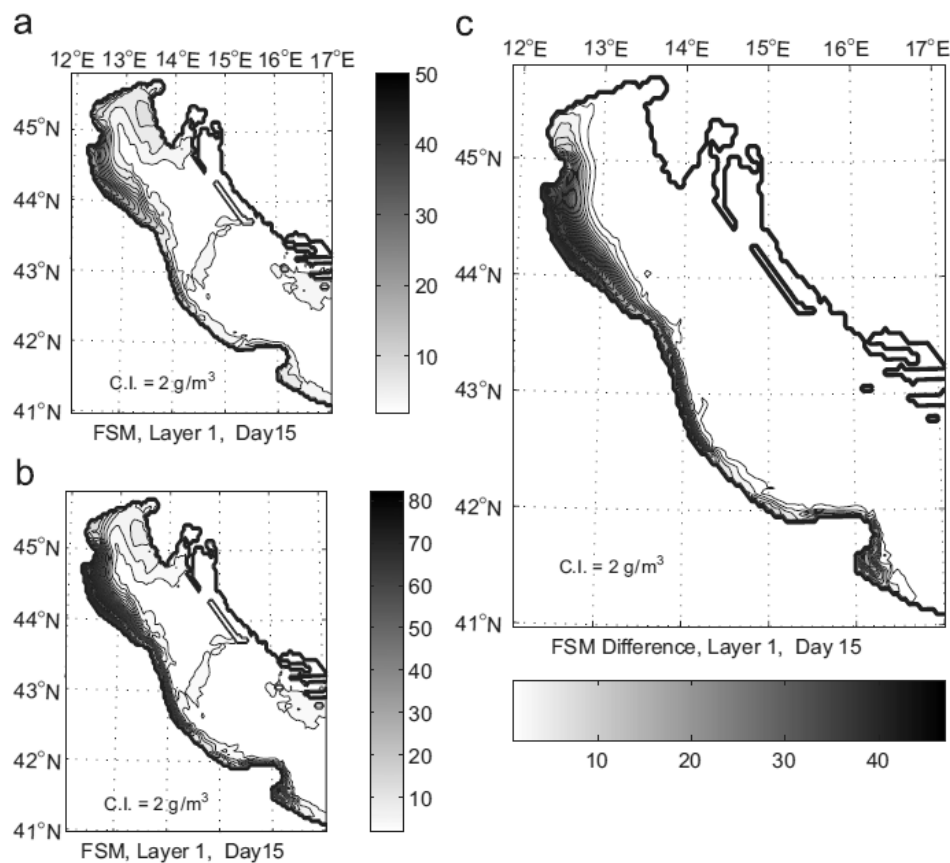 a
12°E 13°E 14°E 15°E 16°E 17°E
45°N
44°N
43°N
42°N
41°N
C.I. = 2 g/m³
FSM, Layer 1, Day15
50
40
30
20
10
b
45°N
44°N
43°N
42°N
41°N
C.I. = 2 g/m³
FSM, Layer 1, Day15
80
70
60
50
40
30
20
10
c
12°E 13°E 14°E 15°E 16°E 17°E
45°N
44°N
43°N
42°N
41°N
C.I. = 2 g/m³
FSM Difference, Layer 1, Day 15
10 20 30 40